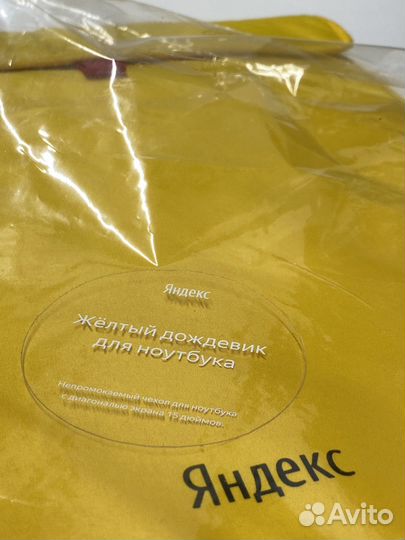 Яндекс
Жёлтый дождевик
для ноутбука
Непромокаемый чехол для ноутбука
с диагональю экрана 15 дюймов.
Яндекс
Avito